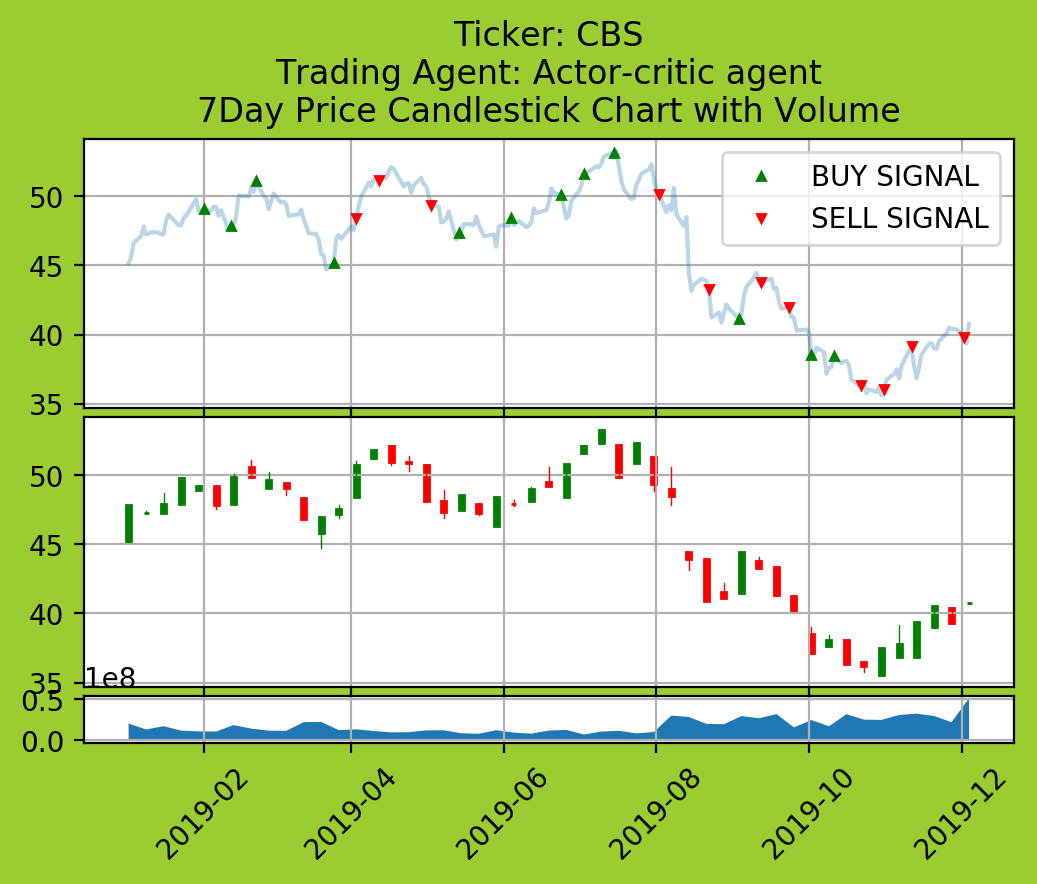 Ticker: CBS
Trading Agent: Actor-critic agent
7Day Price Candlestick Chart with Volume
BUY SIGNAL
SELL SIGNAL
50
45
40
35
50
45
40
35
1e8
0.5
0.0
2019-02
2019-04
2019-06
2019-08
2019-10
2019-12